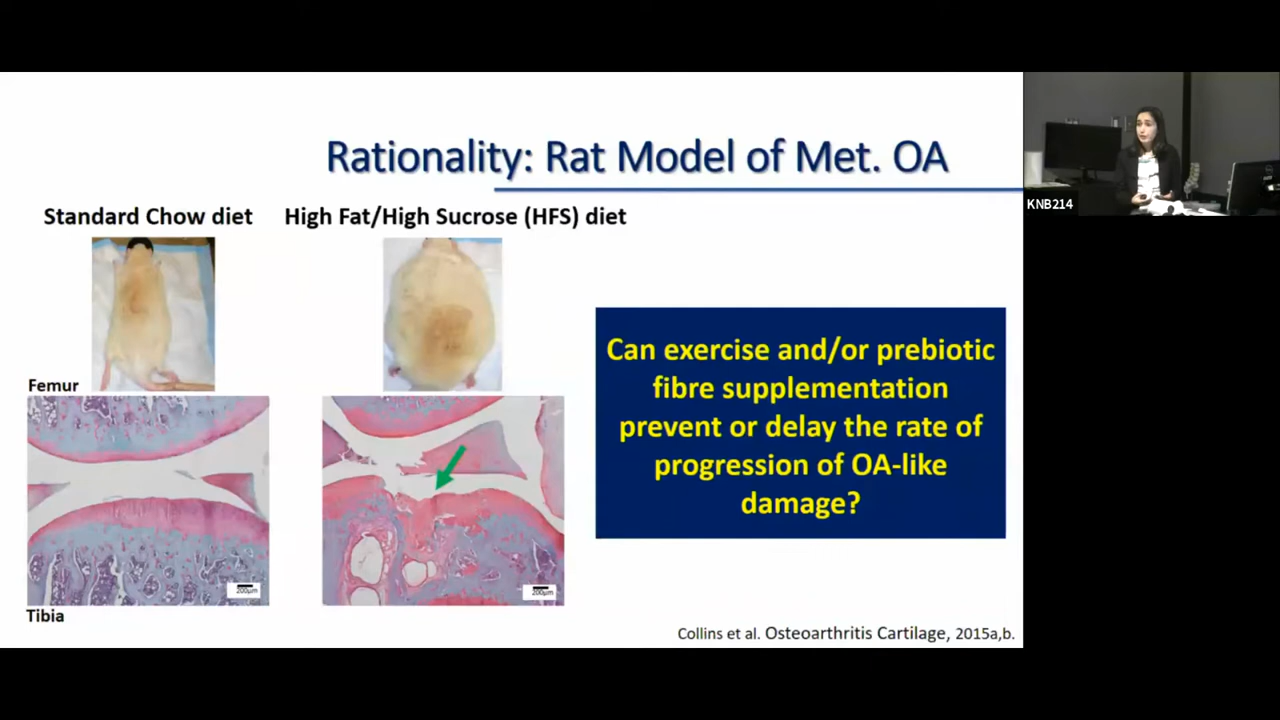 Rationality: Rat Model of Met. OA
KNB214
Standard Chow diet
High Fat/High Sucrose (HFS) diet
Femur
Can exercise and/or prebiotic
fibre supplementation
prevent or delay the rate of
progression of OA-like
damage?
200μm
200μm
Tibia
Collins et al. Osteoarthritis Cartilage, 2015a,b.